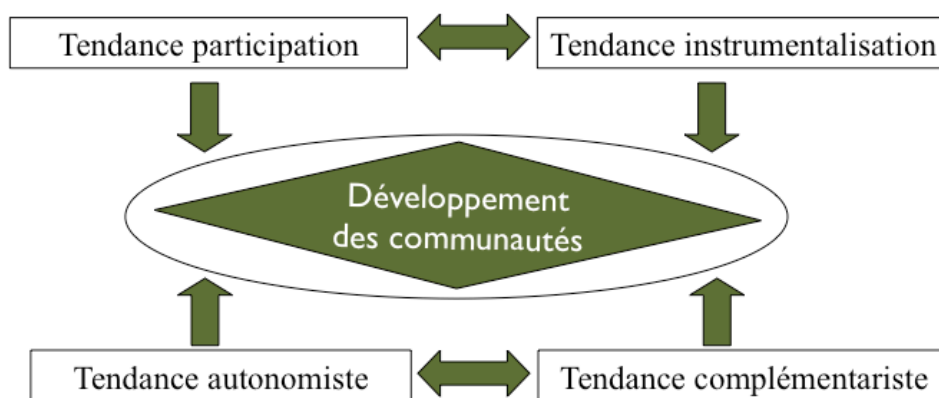 Tendance participation
Tendance instrumentalisation
Développement
des communautés
Tendance autonomiste
Tendance complémentariste